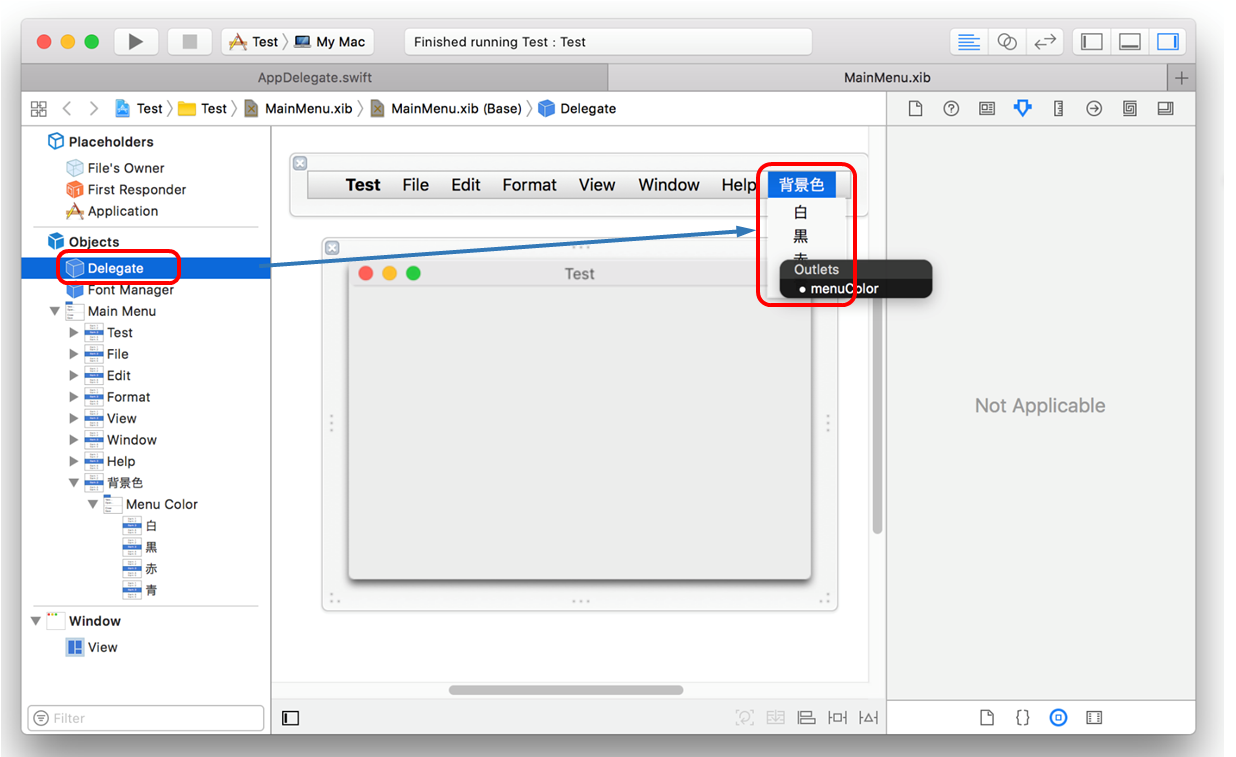 Test 〉 My Mac
Finished running Test : Test
AppDelegate.swift
MainMenu.xib
Test 〉 Test 〉 MainMenu.xib 〉 MainMenu.xib (Base) 〉 Delegate
Placeholders
File's Owner
First Responder
Application
Objects
Delegate
Font Manager
Main Menu
Test
File
Edit
Format
View
Window
Help
背景色
Menu Color
白
黒
赤
青
Window
View
Filter
Test File Edit Format View Window Help 背景色
白
黒
赤
Outlets
• menuColor
Test
Not Applicable